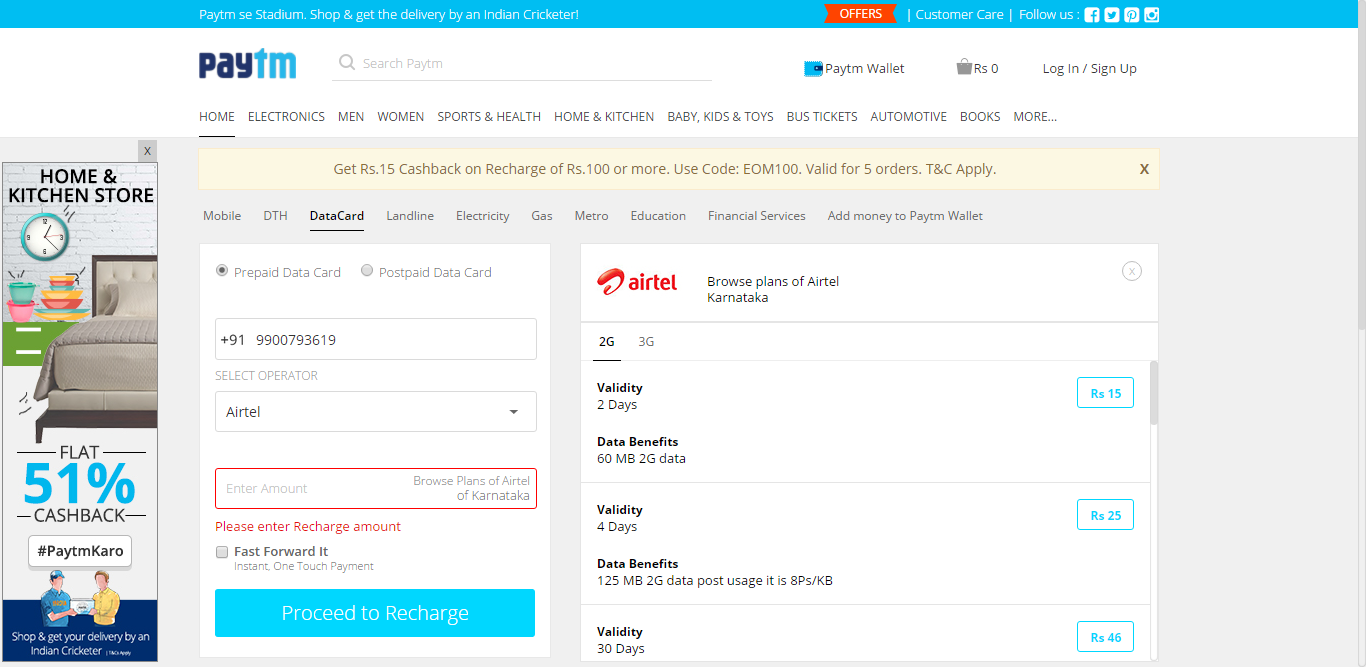 Paytm se Stadium. Shop & get the delivery by an Indian Cricketer!
OFFERS | Customer Care | Follow us :
paytm
Search Paytm
Paytm Wallet
Rs 0
Log In / Sign Up
HOME ELECTRONICS MEN WOMEN SPORTS & HEALTH HOME & KITCHEN BABY, KIDS & TOYS BUS TICKETS AUTOMOTIVE BOOKS MORE...
X
HOME &
KITCHEN STORE
12
3
6
9
FLAT
51%
CASHBACK
#PaytmKaro
Shop & get your delivery by an
Indian Cricketer | T&Cs Apply
Get Rs.15 Cashback on Recharge of Rs.100 or more. Use Code: EOM100. Valid for 5 orders. T&C Apply.
X
Mobile DTH DataCard Landline Electricity Gas Metro Education Financial Services Add money to Paytm Wallet
Prepaid Data Card Postpaid Data Card
+91 9900793619
SELECT OPERATOR
Airtel
Enter Amount
Browse Plans of Airtel
of Karnataka
Please enter Recharge amount
Fast Forward It
Instant, One Touch Payment
Proceed to Recharge
airtel
Browse plans of Airtel
Karnataka
X
2G 3G
Validity
2 Days
Rs 15
Data Benefits
60 MB 2G data
Validity
4 Days
Rs 25
Data Benefits
125 MB 2G data post usage it is 8Ps/KB
Validity
30 Days
Rs 46